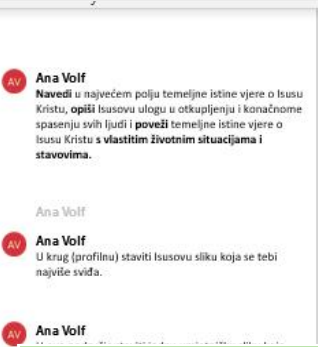 AV Ana Volf
Navedi u najvećem polju temeljne istine vjere o Isusu
Kristu, opiši Isusovu ulogu u otkupljenju i konačnome
spasenju svih ljudi i poveži temeljne istine vjere o
Isusu Kristu s vlastitim životnim situacijama i
stavovima.
Ana Volf
AV Ana Volf
U krug (profilnu) staviti Isusovu sliku koja se tebi
najviše sviđa.
AV Ana Volf